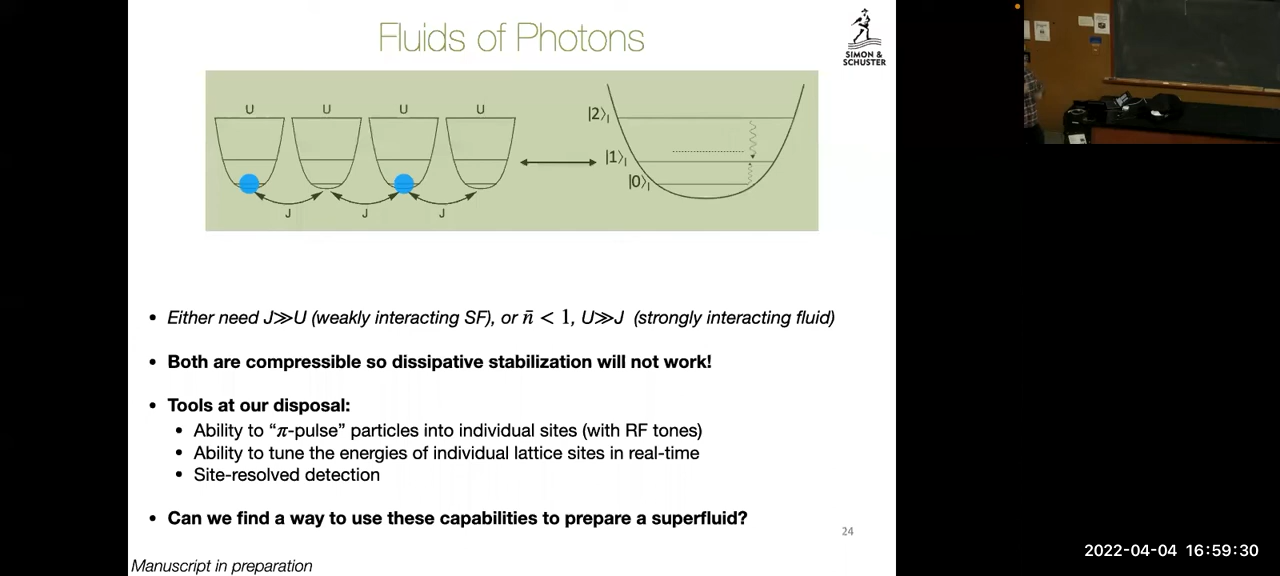 Fluids of Photons
SIMON &
SCHUSTER
U U U U
|2⟩ₗ
|1⟩ₗ
|0⟩ₗ
J J J
• Either need J≫U (weakly interacting SF), or n̄ < 1, U≫J (strongly interacting fluid)
• Both are compressible so dissipative stabilization will not work!
• Tools at our disposal:
• Ability to “π-pulse” particles into individual sites (with RF tones)
• Ability to tune the energies of individual lattice sites in real-time
• Site-resolved detection
• Can we find a way to use these capabilities to prepare a superfluid?
24
Manuscript in preparation
2022-04-04 16:59:30